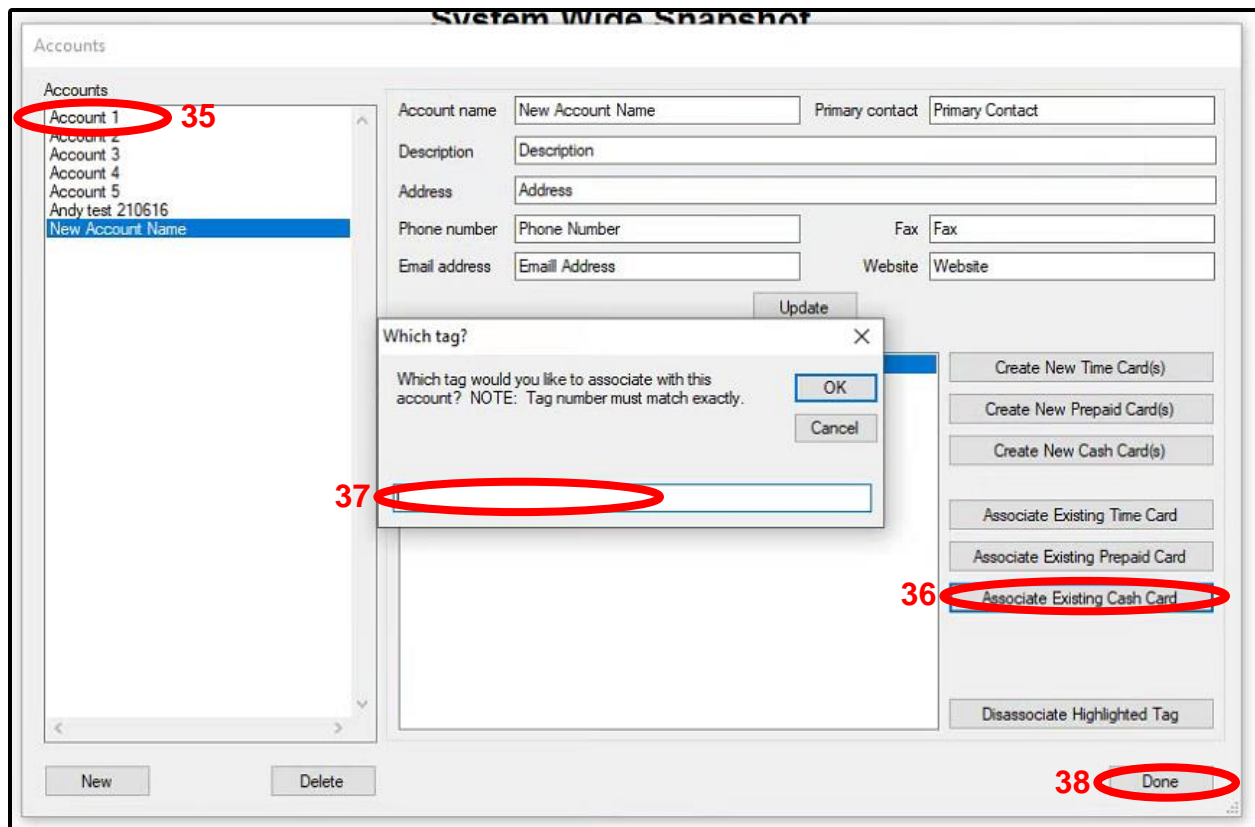 System Wide Snapshot
Accounts
Accounts
Account 1
35
Account 2
Account 3
Account 4
Account 5
Andy test 210616
New Account Name
Account name New Account Name Primary contact Primary Contact
Description Description
Address Address
Phone number Phone Number Fax Fax
Email address Emaill Address Website Website
Update
Which tag?
Which tag would you like to associate with this
account? NOTE: Tag number must match exactly.
OK
Cancel
37
Create New Time Card(s)
Create New Prepaid Card(s)
Create New Cash Card(s)
Associate Existing Time Card
Associate Existing Prepaid Card
36 Associate Existing Cash Card
Disassociate Highlighted Tag
New Delete 38 Done